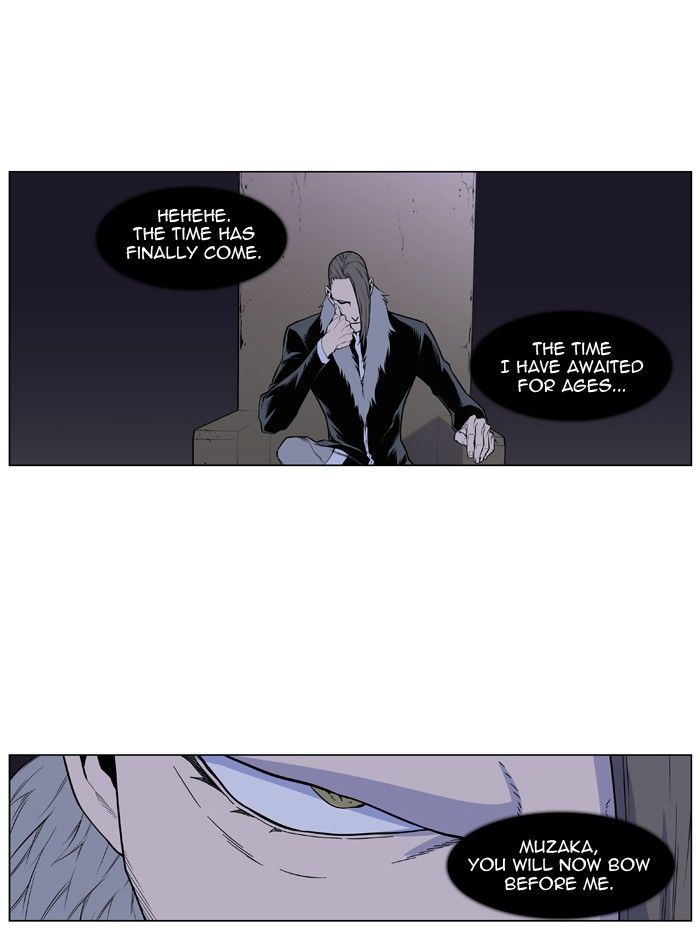 HEHEHE.
THE TIME HAS
FINALLY COME.
THE TIME
I HAVE AWAITED
FOR AGES...
MUZAKA,
YOU WILL NOW BOW
BEFORE ME.